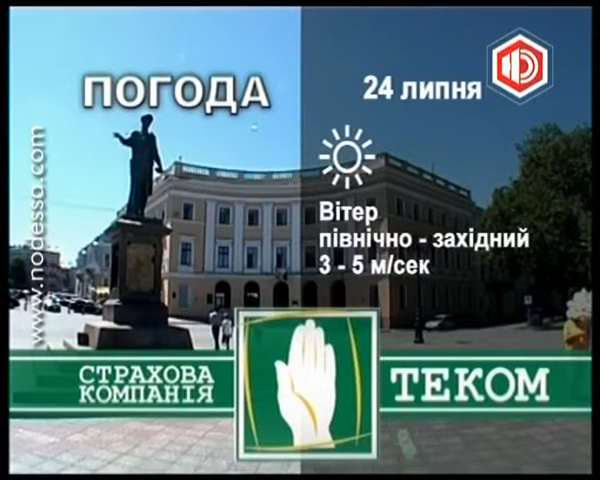 ПОГОДА
24 липня
www.nodessa.com
Вітер
північно - західний
3 - 5 м/сек
СТРАХОВА
КОМПАНІЯ
ТЕКОМ